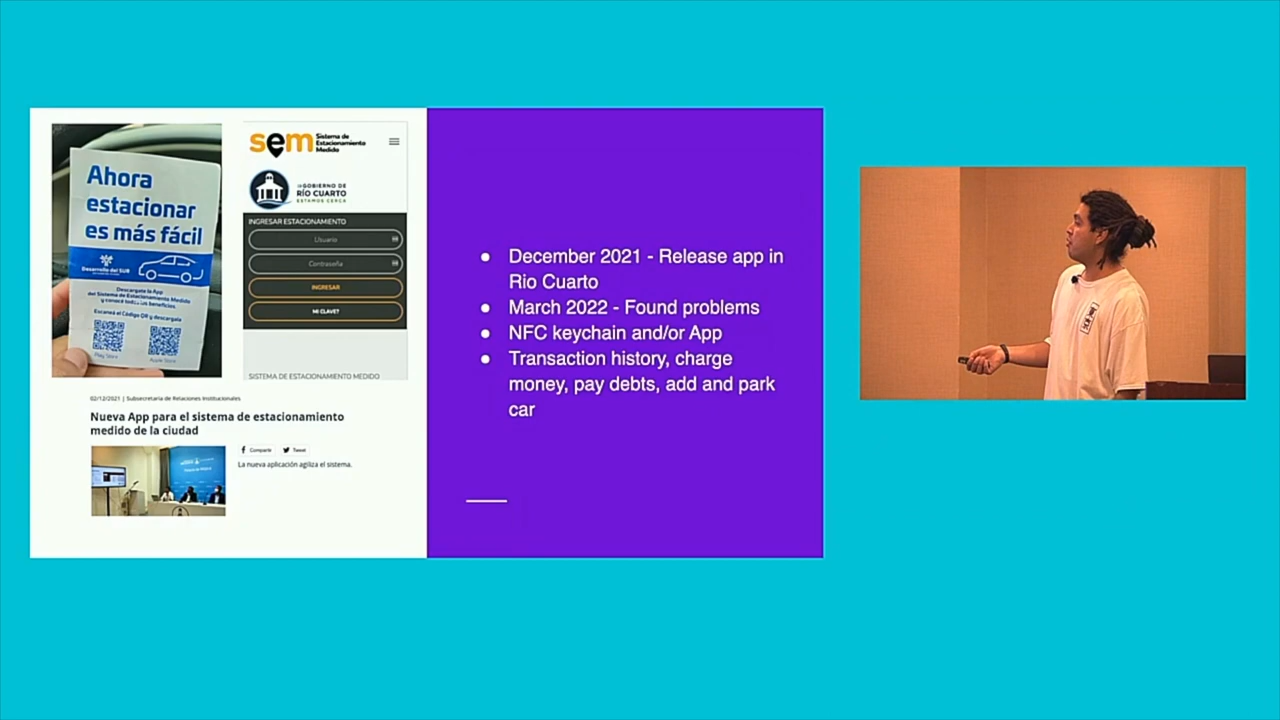 Ahora
estacionar
es más fácil
Desarrollo del SUR
Descargate la App
del Sistema de Estacionamiento Medido
y conocé todos los beneficios.
Escaneá el Código QR y descargala
Play Store
Apple Store
sem Sistema de
Estacionamiento
Medido
GOBIERNO DE
RÍO CUARTO
ESTAMOS CERCA
INGRESAR ESTACIONAMIENTO
Usuario
Contraseña
INGRESAR
MI CLAVE?
SISTEMA DE ESTACIONAMIENTO MEDIDO
02/12/2021 | Subsecretaría de Relaciones Institucionales
Nueva App para el sistema de estacionamiento
medido de la ciudad
Compartir
Tweet
La nueva aplicación agiliza el sistema.
● December 2021 - Release app in
Rio Cuarto
● March 2022 - Found problems
● NFC keychain and/or App
● Transaction history, charge
money, pay debts, add and park
car